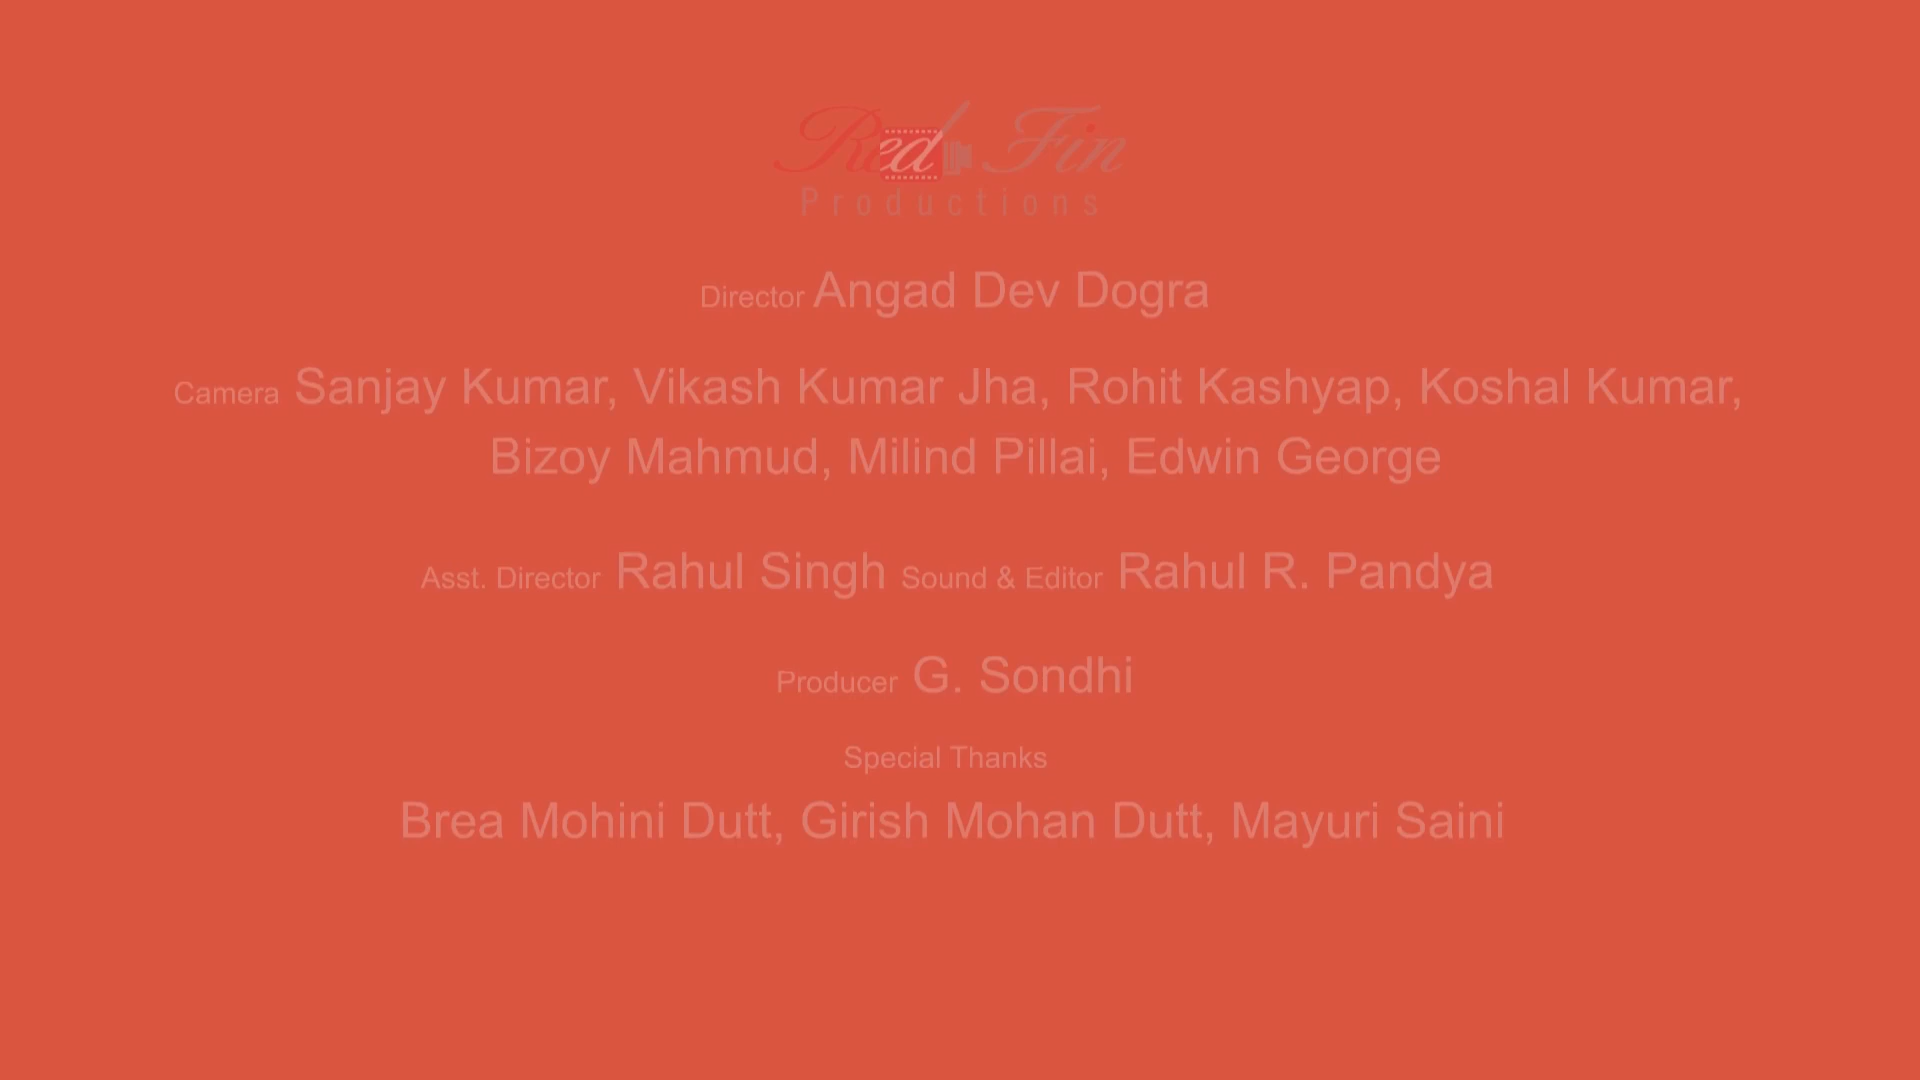 Red Fin
Productions
Director Angad Dev Dogra
Camera Sanjay Kumar, Vikash Kumar Jha, Rohit Kashyap, Koshal Kumar,
Bizoy Mahmud, Milind Pillai, Edwin George
Asst. Director Rahul Singh Sound & Editor Rahul R. Pandya
Producer G. Sondhi
Special Thanks
Brea Mohini Dutt, Girish Mohan Dutt, Mayuri Saini